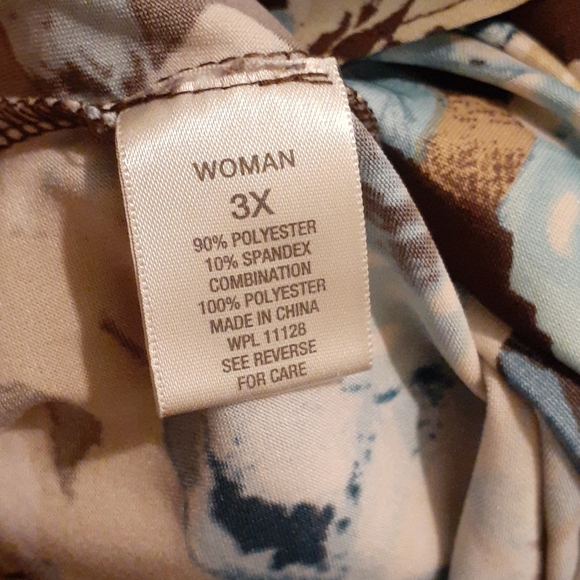 WOMAN
3X
90% POLYESTER
10% SPANDEX
COMBINATION
100% POLYESTER
MADE IN CHINA
WPL 11128
SEE REVERSE
FOR CARE